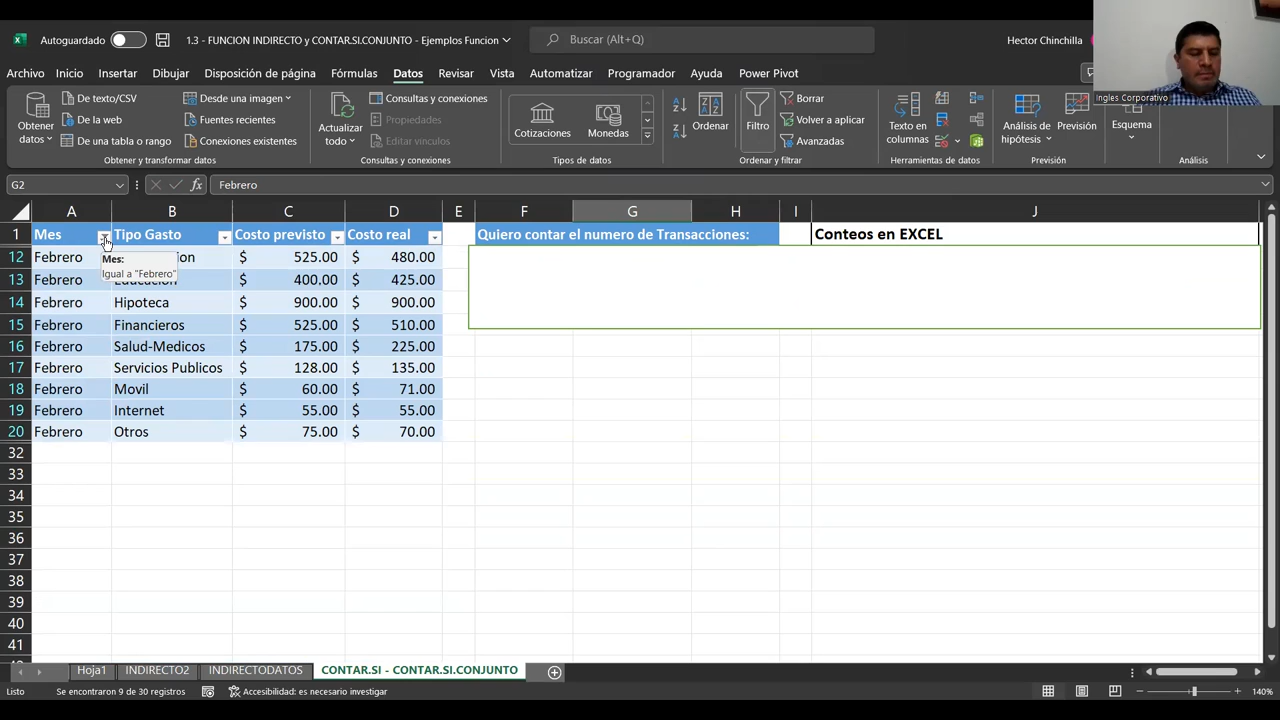 Autoguardado
1.3 - FUNCION INDIRECTO y CONTAR.SI.CONJUNTO - Ejemplos Funcion
Buscar (Alt+Q)
Hector Chinchilla
Ingles Corporativo
Archivo Inicio Insertar Dibujar Disposición de página Fórmulas Datos Revisar Vista Automatizar Programador Ayuda Power Pivot
Obtener datos
De texto/CSV
De la web
De una tabla o rango
Desde una imagen
Fuentes recientes
Conexiones existentes
Obtener y transformar datos
Actualizar todo
Consultas y conexiones
Propiedades
Editar vínculos
Consultas y conexiones
Cotizaciones
Monedas
Tipos de datos
Ordenar
Filtro
Borrar
Volver a aplicar
Avanzadas
Ordenar y filtrar
Texto en columnas
Herramientas de datos
Análisis de hipótesis
Previsión
Previsión
Esquema
Análisis
G2 Febrero
A B C D E F G H I J
1 Mes Tipo Gasto Costo previsto Costo real Quiero contar el numero de Transacciones: Conteos en EXCEL
12 Febrero $ 525.00 $ 480.00
Mes:
Igual a "Febrero"
13 Febrero Educacion $ 400.00 $ 425.00
14 Febrero Hipoteca $ 900.00 $ 900.00
15 Febrero Financieros $ 525.00 $ 510.00
16 Febrero Salud-Medicos $ 175.00 $ 225.00
17 Febrero Servicios Publicos $ 128.00 $ 135.00
18 Febrero Movil $ 60.00 $ 71.00
19 Febrero Internet $ 55.00 $ 55.00
20 Febrero Otros $ 75.00 $ 70.00
32
33
34
35
36
37
38
39
40
41
Hoja1 INDIRECTO2 INDIRECTODATOS CONTAR.SI - CONTAR.SI.CONJUNTO
Listo Se encontraron 9 de 30 registros Accesibilidad: es necesario investigar 140%